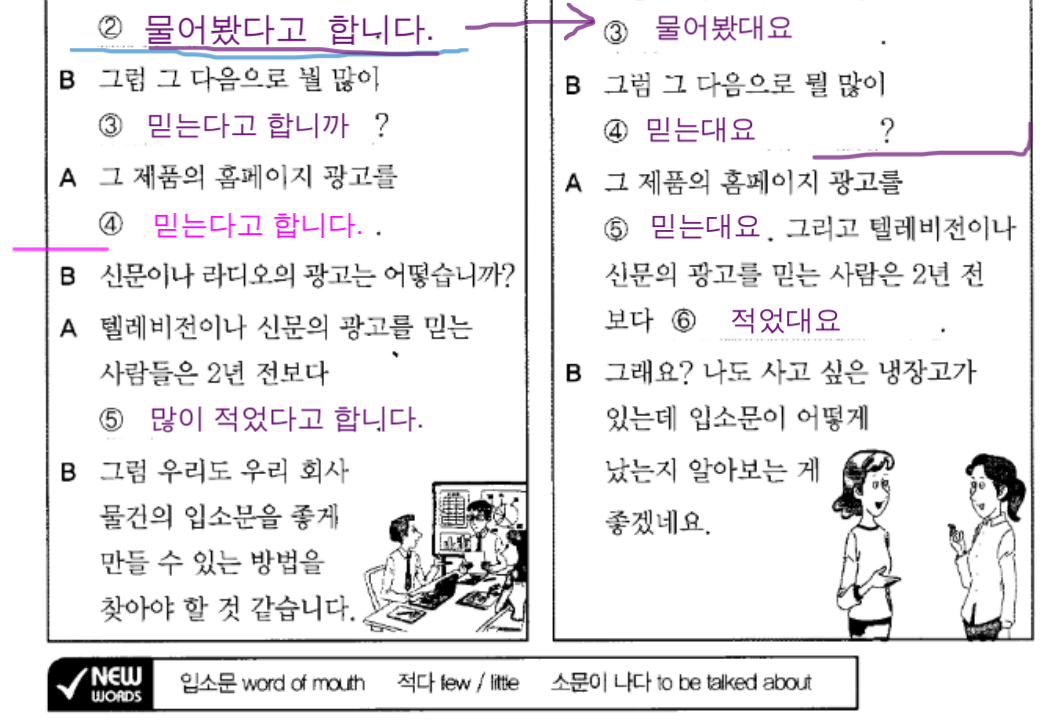 ② 물어봤다고 합니다.
B 그럼 그 다음으로 뭘 많이
③ 믿는다고 합니까 ?
A 그 제품의 홈페이지 광고를
④ 믿는다고 합니다. .
B 신문이나 라디오의 광고는 어떻습니까?
A 텔레비전이나 신문의 광고를 믿는
사람들은 2년 전보다
⑤ 많이 적었다고 합니다.
B 그럼 우리도 우리 회사
물건의 입소문을 좋게
만들 수 있는 방법을
찾아야 할 것 같습니다.
③ 물어봤대요 .
B 그럼 그 다음으로 뭘 많이
④ 믿는대요 ?
A 그 제품의 홈페이지 광고를
⑤ 믿는대요 . 그리고 텔레비전이나
신문의 광고를 믿는 사람은 2년 전
보다 ⑥ 적었대요 .
B 그래요? 나도 사고 싶은 냉장고가
있는데 입소문이 어떻게
났는지 알아보는 게
좋겠네요.
NEW WORDS
입소문 word of mouth 적다 few / little 소문이 나다 to be talked about